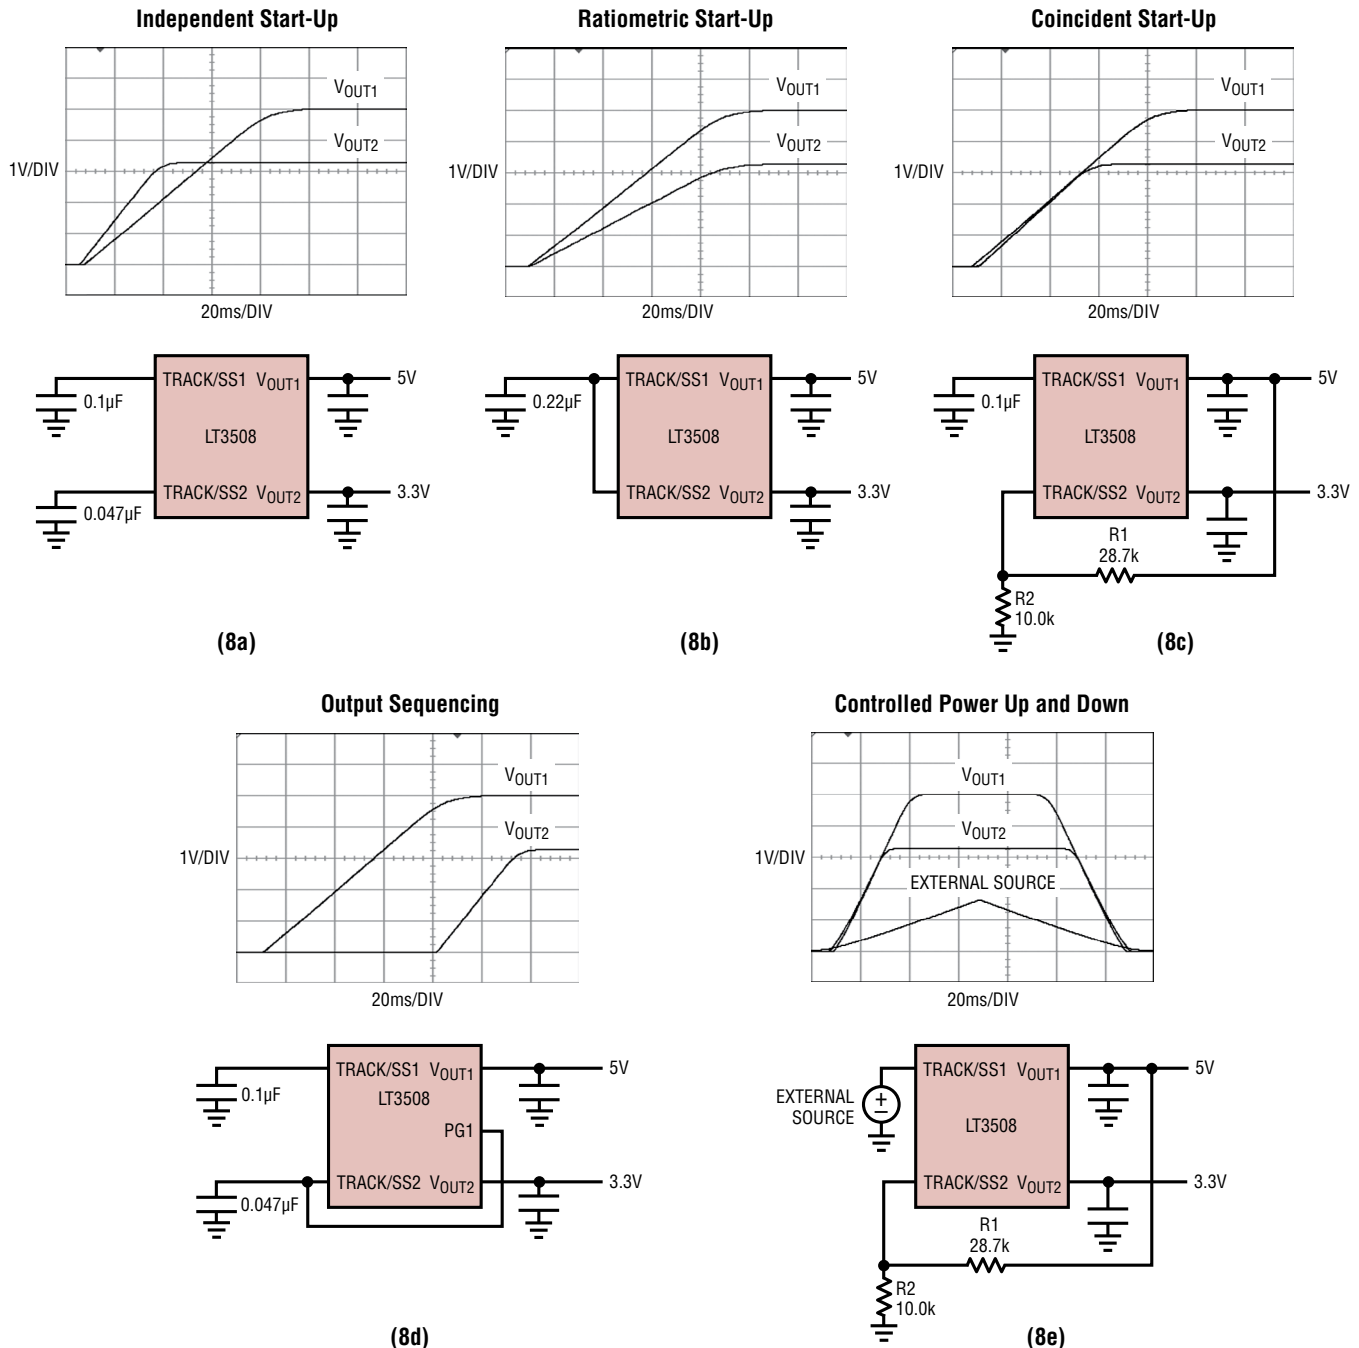 Independent Start-Up
VOUT1
VOUT2
1V/DIV
20ms/DIV
TRACK/SS1 VOUT1
5V
0.1µF
LT3508
TRACK/SS2 VOUT2
3.3V
0.047µF
(8a)
Ratiometric Start-Up
VOUT1
VOUT2
1V/DIV
20ms/DIV
TRACK/SS1 VOUT1
5V
0.22µF
LT3508
TRACK/SS2 VOUT2
3.3V
(8b)
Coincident Start-Up
VOUT1
VOUT2
1V/DIV
20ms/DIV
TRACK/SS1 VOUT1
5V
0.1µF
LT3508
TRACK/SS2 VOUT2
3.3V
R1
28.7k
R2
10.0k
(8c)
Output Sequencing
VOUT1
VOUT2
1V/DIV
20ms/DIV
TRACK/SS1 VOUT1
5V
0.1µF
LT3508
PG1
TRACK/SS2 VOUT2
3.3V
0.047µF
(8d)
Controlled Power Up and Down
VOUT1
VOUT2
1V/DIV
EXTERNAL SOURCE
20ms/DIV
TRACK/SS1 VOUT1
5V
EXTERNAL
SOURCE
LT3508
TRACK/SS2 VOUT2
3.3V
R1
28.7k
R2
10.0k
(8e)